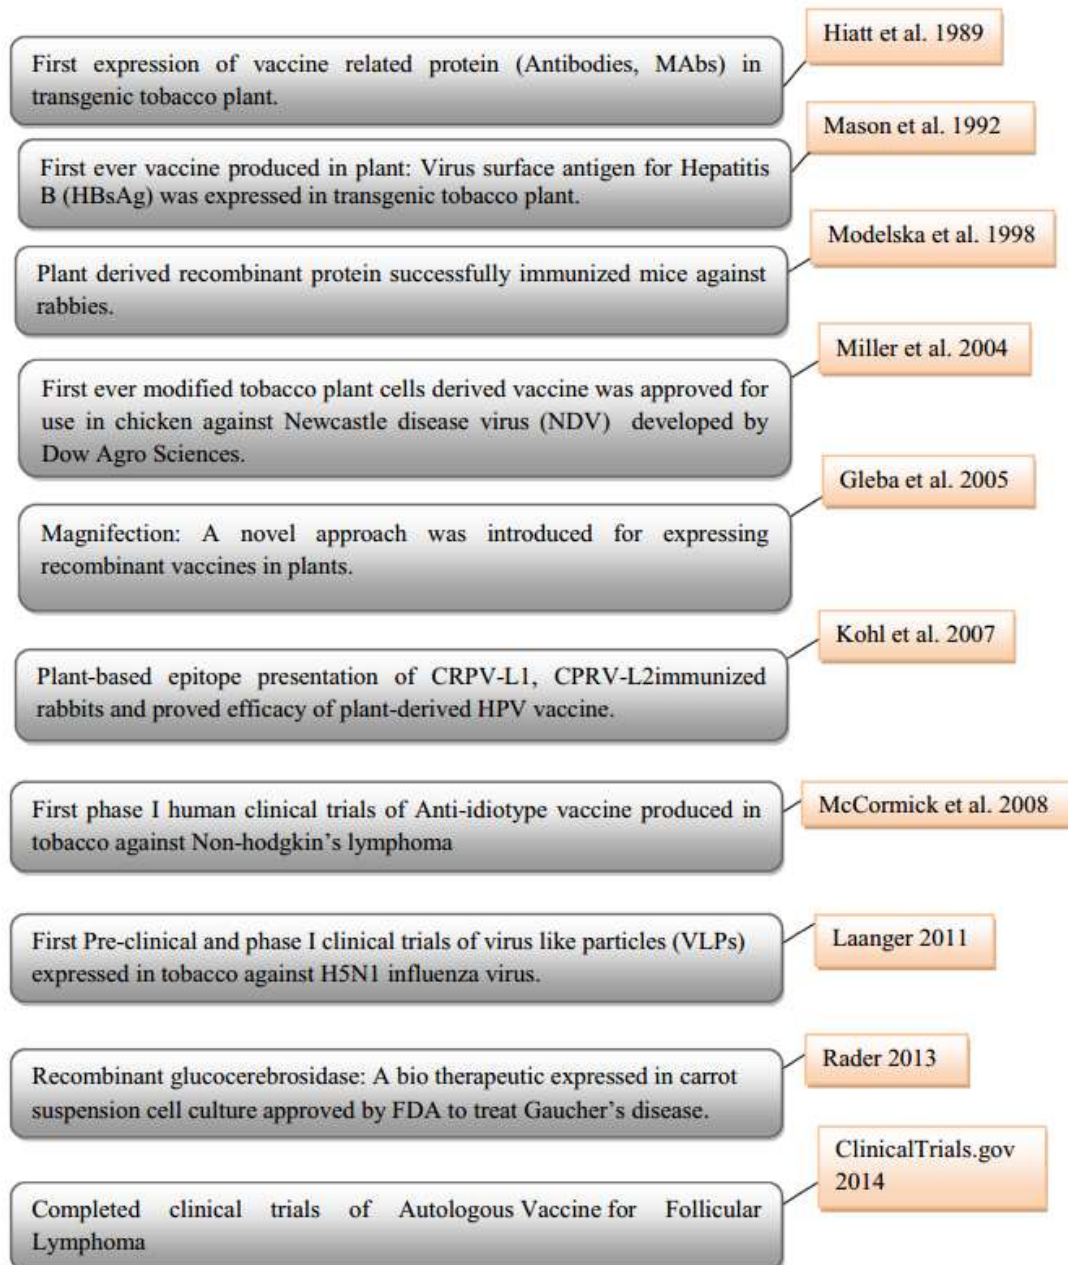 Hiatt et al. 1989
First expression of vaccine related protein (Antibodies, MAbs) in
transgenic tobacco plant.
Mason et al. 1992
First ever vaccine produced in plant: Virus surface antigen for Hepatitis
B (HBsAg) was expressed in transgenic tobacco plant.
Modelska et al. 1998
Plant derived recombinant protein successfully immunized mice against
rabbies.
Miller et al. 2004
First ever modified tobacco plant cells derived vaccine was approved for
use in chicken against Newcastle disease virus (NDV) developed by
Dow Agro Sciences.
Gleba et al. 2005
Magnifection: A novel approach was introduced for expressing
recombinant vaccines in plants.
Kohl et al. 2007
Plant-based epitope presentation of CRPV-L1, CPRV-L2immunized
rabbits and proved efficacy of plant-derived HPV vaccine.
McCormick et al. 2008
First phase I human clinical trials of Anti-idiotype vaccine produced in
tobacco against Non-hodgkin's lymphoma
Laanger 2011
First Pre-clinical and phase I clinical trials of virus like particles (VLPs)
expressed in tobacco against H5N1 influenza virus.
Rader 2013
Recombinant glucocerebrosidase: A bio therapeutic expressed in carrot
suspension cell culture approved by FDA to treat Gaucher's disease.
ClinicalTrials.gov
2014
Completed clinical trials of Autologous Vaccine for Follicular
Lymphoma